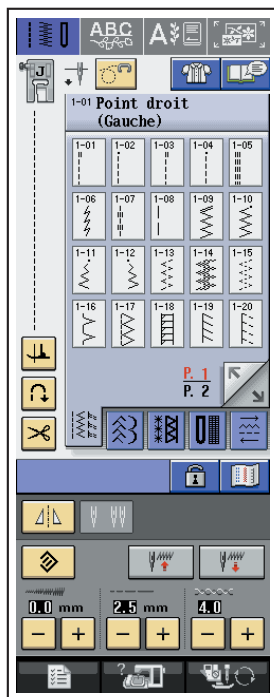 ABC A
J
1-01 Point droit
(Gauche)
1-01 1-02 1-03 1-04 1-05
1-06 1-07 1-08 1-09 1-10
1-11 1-12 1-13 1-14 1-15
1-16 1-17 1-18 1-19 1-20
P. 1
P. 2
0.0 mm 2.5 mm 4.0
− + − + − +
?